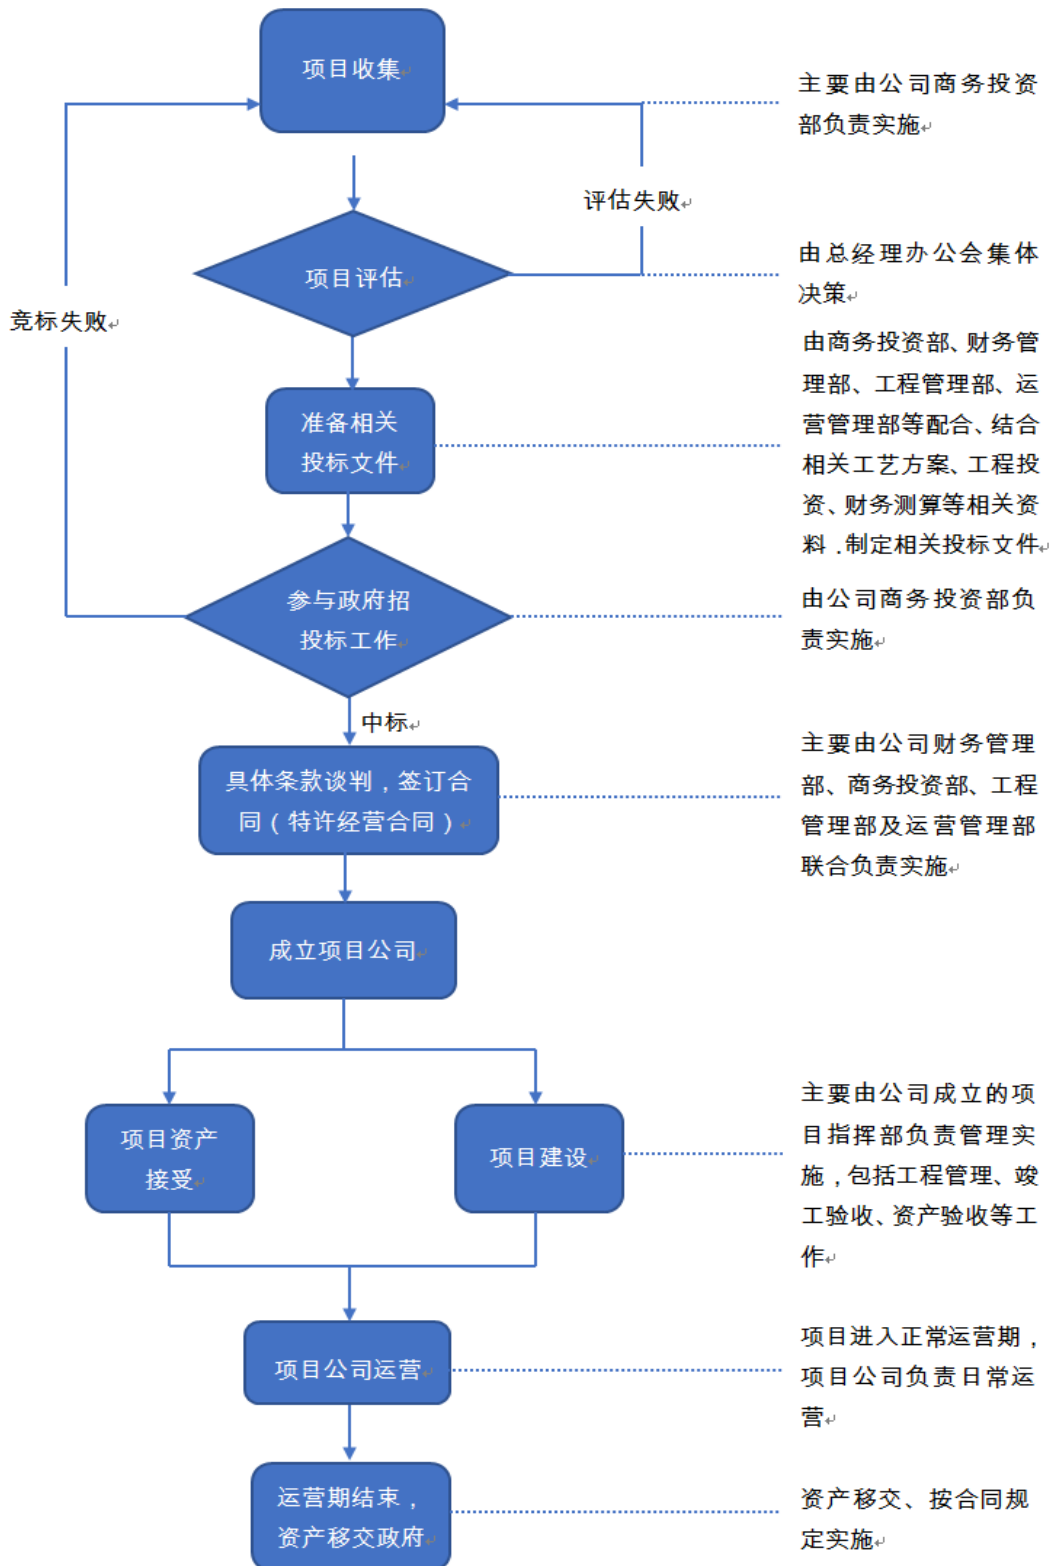 项目收集
主要由公司商务投资
部负责实施
评估失败
项目评估
由总经理办公会集体
决策
竞标失败
准备相关
投标文件
由商务投资部、财务管
理部、工程管理部、运
营管理部等配合、结合
相关工艺方案、工程投
资、财务测算等相关资
料，制定相关投标文件
参与政府招
投标工作
由公司商务投资部负
责实施
中标
具体条款谈判，签订合
同（特许经营合同）
主要由公司财务管理
部、商务投资部、工程
管理部及运营管理部
联合负责实施
成立项目公司
项目资产
接受
项目建设
主要由公司成立的项
目指挥部负责管理实
施，包括工程管理、竣
工验收、资产验收等工
作
项目公司运营
项目进入正常运营期，
项目公司负责日常运
营
运营期结束，
资产移交政府
资产移交、按合同规
定实施